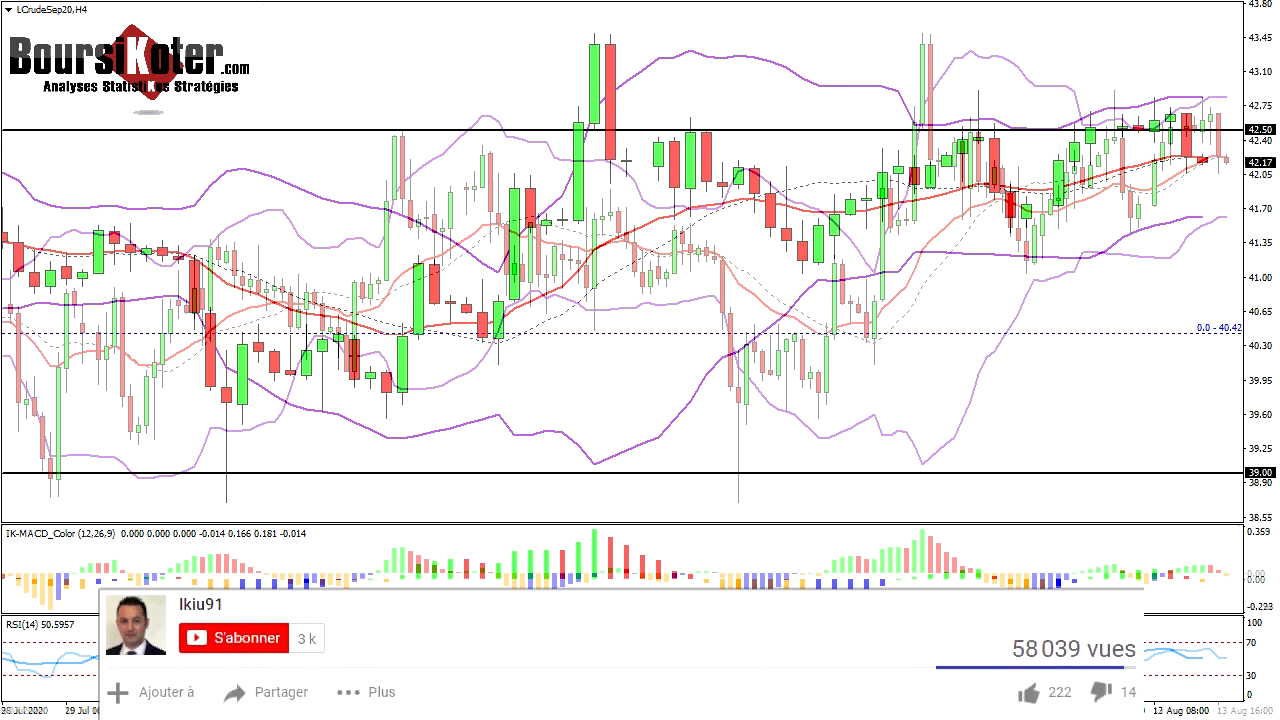 LCrudeSep20,H4
BoursiKoter.com
Analyses StatistiKes Stratégies
43.80
43.45
43.10
42.75
42.50
42.40
42.17
42.05
41.70
41.35
41.00
40.65
0.0 - 40.42
40.30
39.95
39.60
39.25
39.00
38.90
38.55
IK-MACD_Color (12,26,9) 0.000 0.000 0.000 -0.014 0.166 0.181 -0.014
0.359
0.00
-0.223
RSI(14) 50.5957
100
70
30
0
Ikiu91
S'abonner 3 k
58 039 vues
Ajouter à Partager Plus
222 14
29 Jul
12 Aug 08:00 13 Aug 16:00